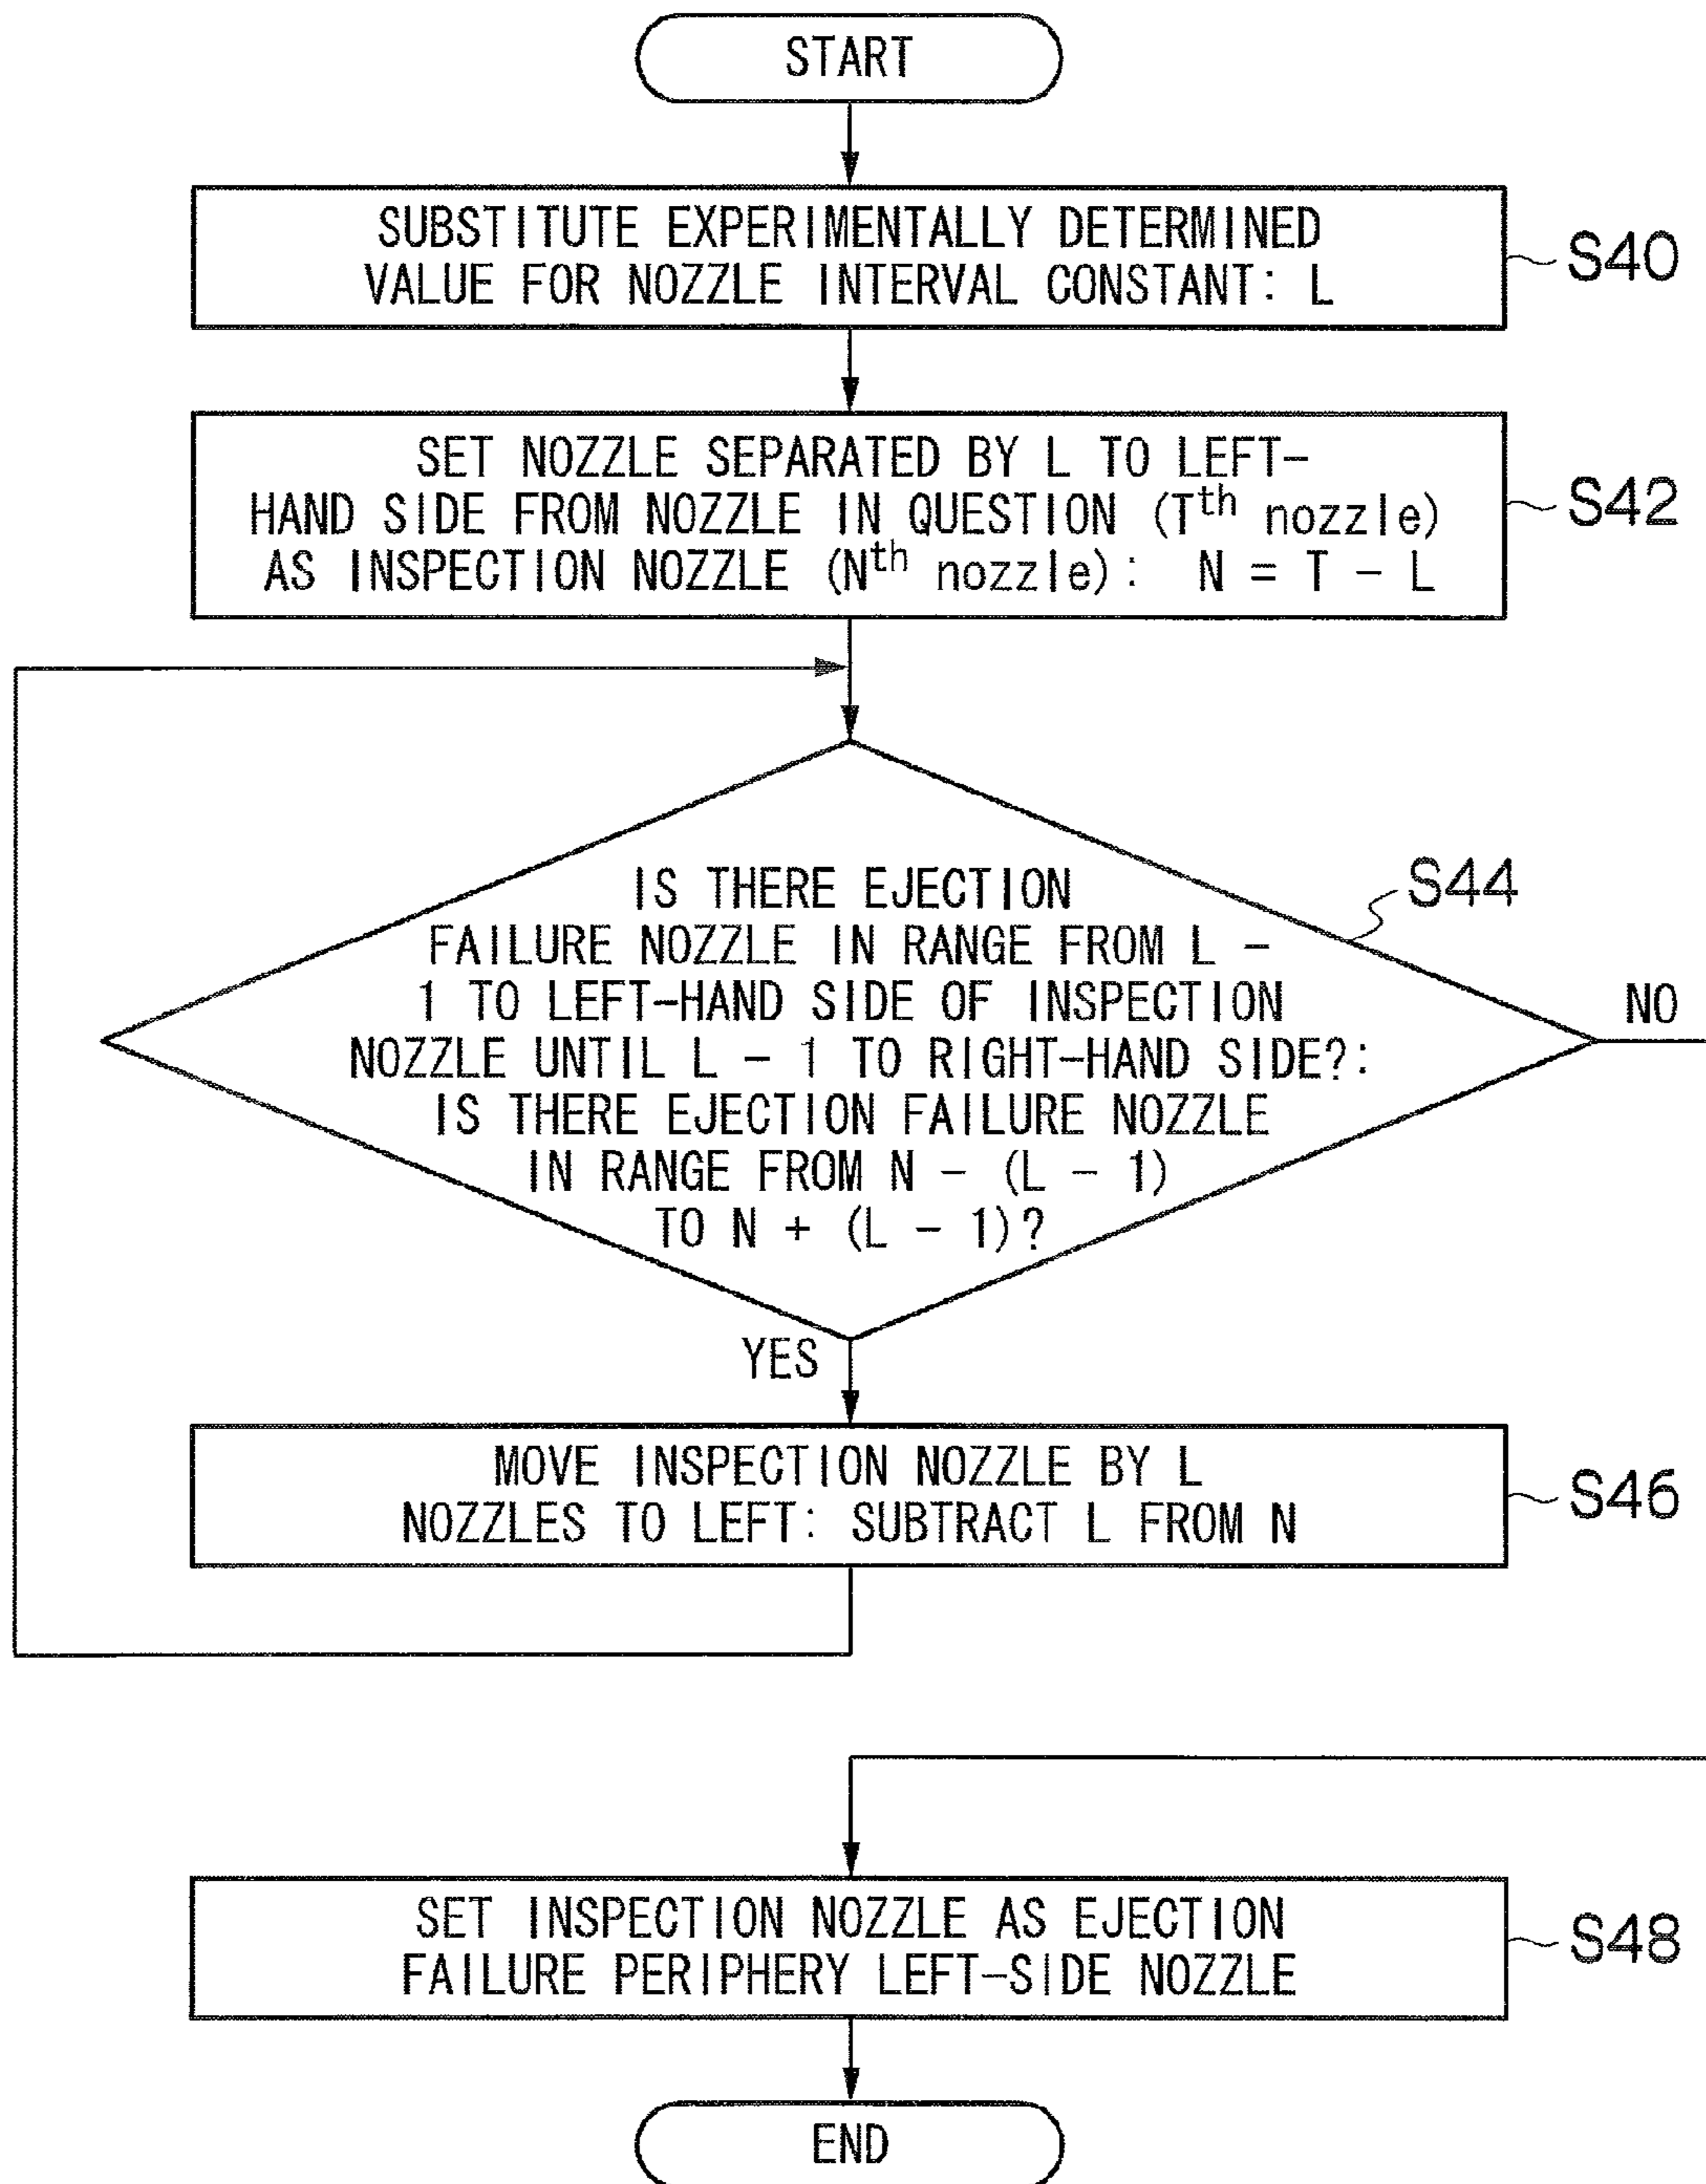 START
SUBSTITUTE EXPERIMENTALLY DETERMINED
VALUE FOR NOZZLE INTERVAL CONSTANT: L
S40
SET NOZZLE SEPARATED BY L TO LEFT-
HAND SIDE FROM NOZZLE IN QUESTION (Tth nozzle)
AS INSPECTION NOZZLE (Nth nozzle): N = T - L
S42
IS THERE EJECTION
FAILURE NOZZLE IN RANGE FROM L -
1 TO LEFT-HAND SIDE OF INSPECTION
NOZZLE UNTIL L - 1 TO RIGHT-HAND SIDE?:
IS THERE EJECTION FAILURE NOZZLE
IN RANGE FROM N - (L - 1)
TO N + (L - 1)?
S44
NO
YES
MOVE INSPECTION NOZZLE BY L
NOZZLES TO LEFT: SUBTRACT L FROM N
S46
SET INSPECTION NOZZLE AS EJECTION
FAILURE PERIPHERY LEFT-SIDE NOZZLE
S48
END